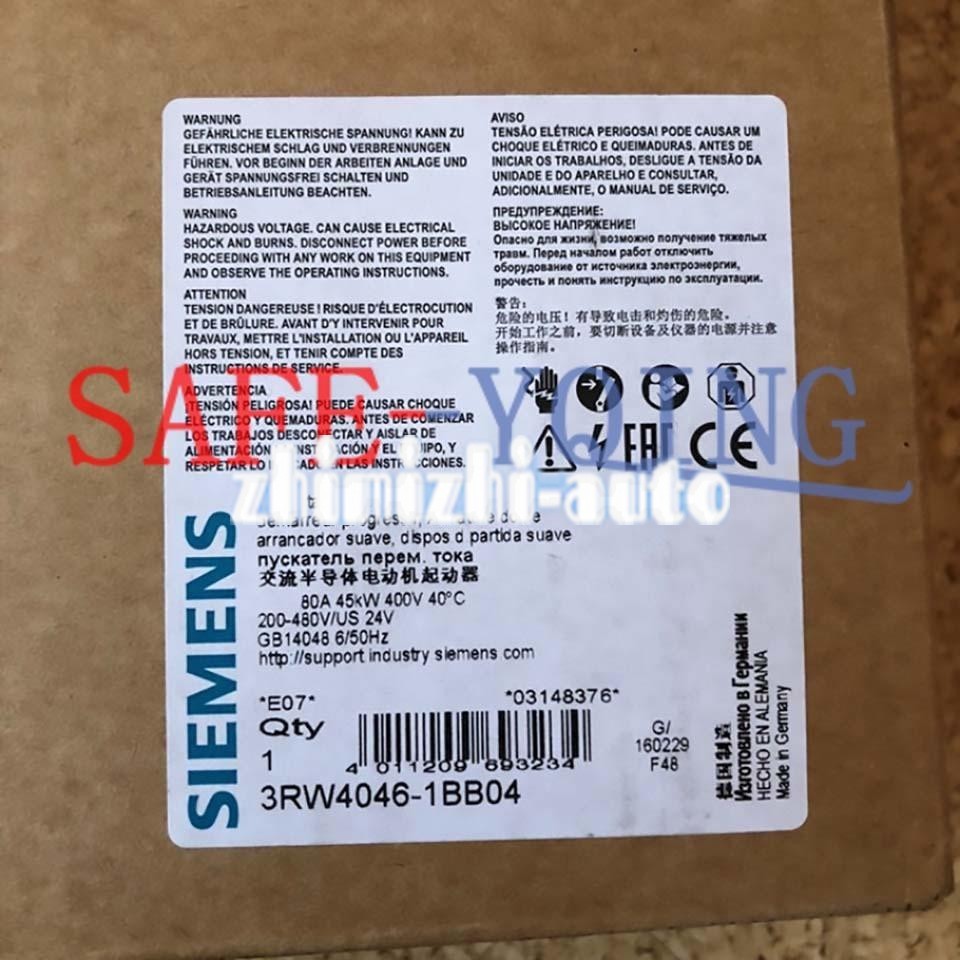 WARNUNG
GEFÄHRLICHE ELEKTRISCHE SPANNUNG! KANN ZU
ELEKTRISCHEM SCHLAG UND VERBRENNUNGEN
FÜHREN. VOR BEGINN DER ARBEITEN ANLAGE UND
GERÄT SPANNUNGSFREI SCHALTEN UND
BETRIEBSANLEITUNG BEACHTEN.
WARNING
HAZARDOUS VOLTAGE. CAN CAUSE ELECTRICAL
SHOCK AND BURNS. DISCONNECT POWER BEFORE
PROCEEDING WITH ANY WORK ON THIS EQUIPMENT
AND OBSERVE THE OPERATING INSTRUCTIONS.
ATTENTION
TENSION DANGEREUSE ! RISQUE D'ÉLECTROCUTION
ET DE BRÛLURE. AVANT D'Y INTERVENIR POUR
TRAVAUX, METTRE L'INSTALLATION OU L'APPAREIL
HORS TENSION, ET TENIR COMPTE DES
INSTRUCTIONS DE SERVICE.
ADVERTENCIA
¡TENSIÓN PELIGROSA! PUEDE CAUSAR CHOQUE
ELÉCTRICO Y QUEMADURAS. ANTES DE COMENZAR
LOS TRABAJOS DESCONECTAR Y AISLAR DE
ALIMENTACIÓN INSTALACIÓN Y EL EQUIPO, Y
RESPETAR LO INDICADO EN LAS INSTRUCCIONES.
AVISO
TENSÃO ELÉTRICA PERIGOSA! PODE CAUSAR UM
CHOQUE ELÉTRICO E QUEIMADURAS. ANTES DE
INICIAR OS TRABALHOS, DESLIGUE A TENSÃO DA
UNIDADE E DO APARELHO E CONSULTAR,
ADICIONALMENTE, O MANUAL DE SERVIÇO.
ПРЕДУПРЕЖДЕНИЕ:
ВЫСОКОЕ НАПРЯЖЕНИЕ!
Опасно для жизни, возможно получение тяжелых
травм. Перед началом работ отключить
оборудование от источника электроэнергии,
прочесть и понять инструкцию по эксплуатации.
警告:
危险的电压! 有导致电击和灼伤的危险。
开始工作之前, 要切断设备及仪器的电源并注意
操作指南。
EAC CE
SAFE-YQING
zhimizhi-auto
SIEMENS
arrancador suave, dispos d partida suave
пускатель перем. тока
交流半导体电动机起动器
80A 45kW 400V 40°C
200-480V/US 24V
GB14048 6/50Hz
http://support industry siemens com
*E07* *03148376*
Qty
1
4 011209 693234
3RW4046-1BB04
G/
160229
F48
德国制造
Изготовлено в Германии
HECHO EN ALEMANIA
Made in Germany